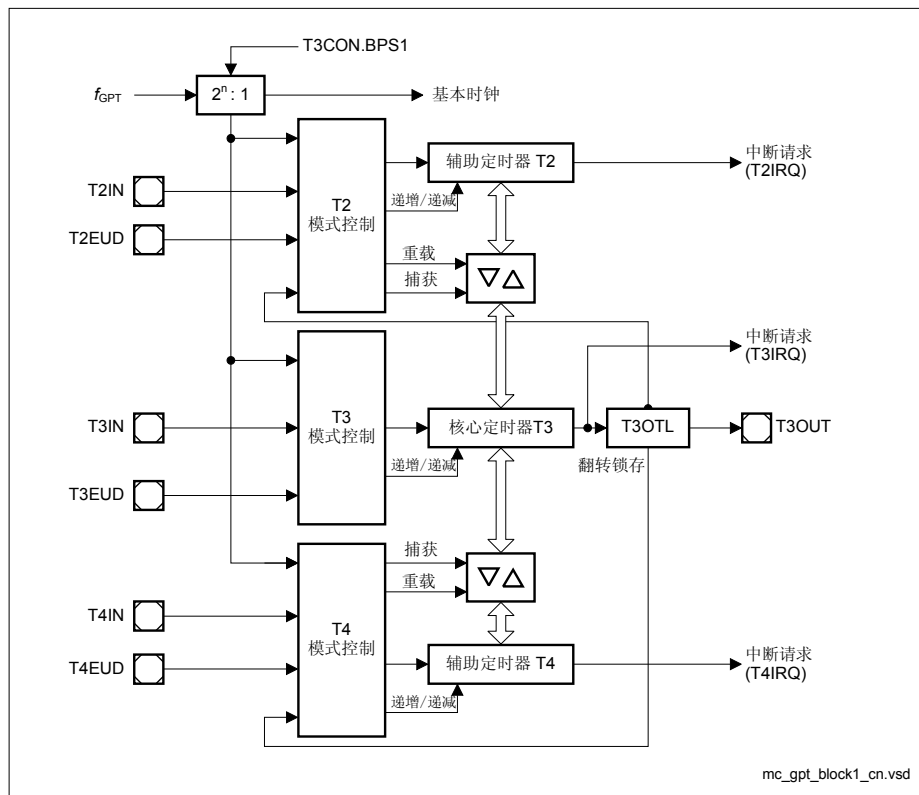 T3CON.BPS1
fGPT
2ⁿ : 1
基本时钟
T2IN
T2EUD
T2
模式控制
辅助定时器 T2
递增/递减
重载
捕获
中断请求
(T2IRQ)
T3IN
T3EUD
T3
模式控制
核心定时器T3
递增/递减
中断请求
(T3IRQ)
T3OTL
翻转锁存
T3OUT
T4IN
T4EUD
T4
模式控制
捕获
重载
辅助定时器 T4
递增/递减
中断请求
(T4IRQ)
mc_gpt_block1_cn.vsd